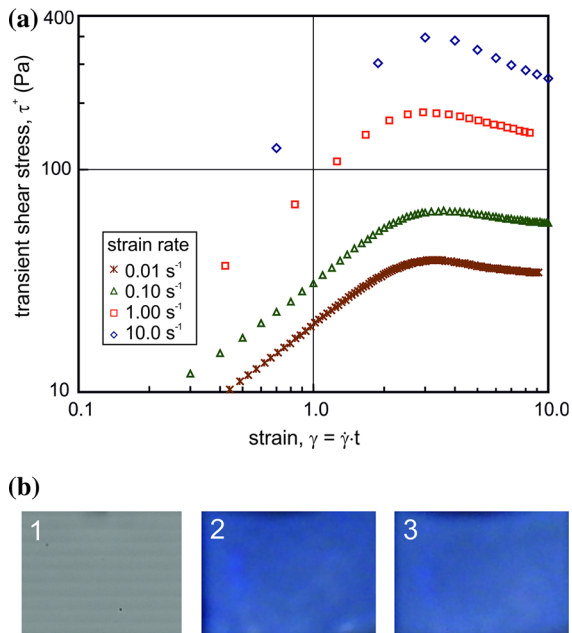 (a)
400
100
10
transient shear stress, τ⁺ (Pa)
strain rate
0.01 s⁻¹
0.10 s⁻¹
1.00 s⁻¹
10.0 s⁻¹
0.1
1.0
10.0
strain, γ = γ̇·t
(b)
1
2
3